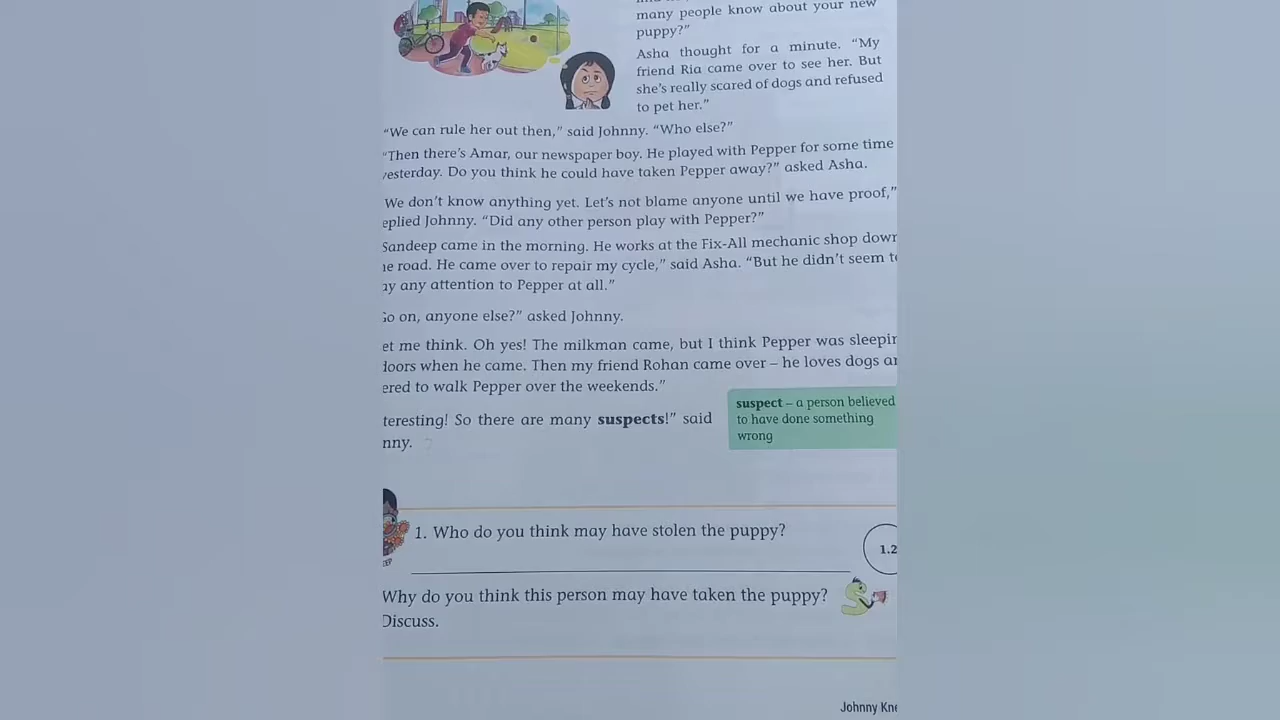 many people know about your new
puppy?"
Asha thought for a minute. "My
friend Ria came over to see her. But
she's really scared of dogs and refused
to pet her."
"We can rule her out then," said Johnny. "Who else?"
"Then there's Amar, our newspaper boy. He played with Pepper for some time
yesterday. Do you think he could have taken Pepper away?" asked Asha.
We don't know anything yet. Let's not blame anyone until we have proof,"
eplied Johnny. "Did any other person play with Pepper?"
Sandeep came in the morning. He works at the Fix-All mechanic shop down
he road. He came over to repair my cycle," said Asha. "But he didn't seem to
ay any attention to Pepper at all."
Go on, anyone else?" asked Johnny.
et me think. Oh yes! The milkman came, but I think Pepper was sleepin
doors when he came. Then my friend Rohan came over – he loves dogs an
ered to walk Pepper over the weekends."
teresting! So there are many suspects!" said
nny.
suspect – a person believed
to have done something
wrong
1. Who do you think may have stolen the puppy?
1.2
Why do you think this person may have taken the puppy?
Discuss.
Johnny Kne